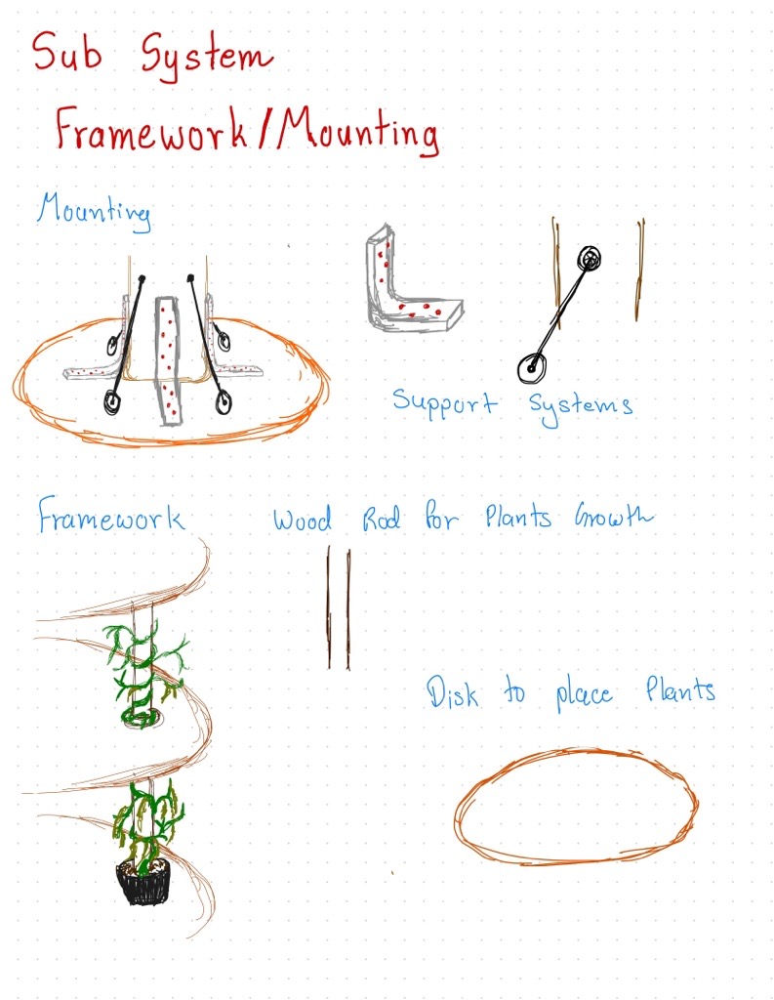 Sub System
Framework/Mounting
Mounting
Support Systems
Framework
Wood Rod for Plants Growth
Disk to place Plants